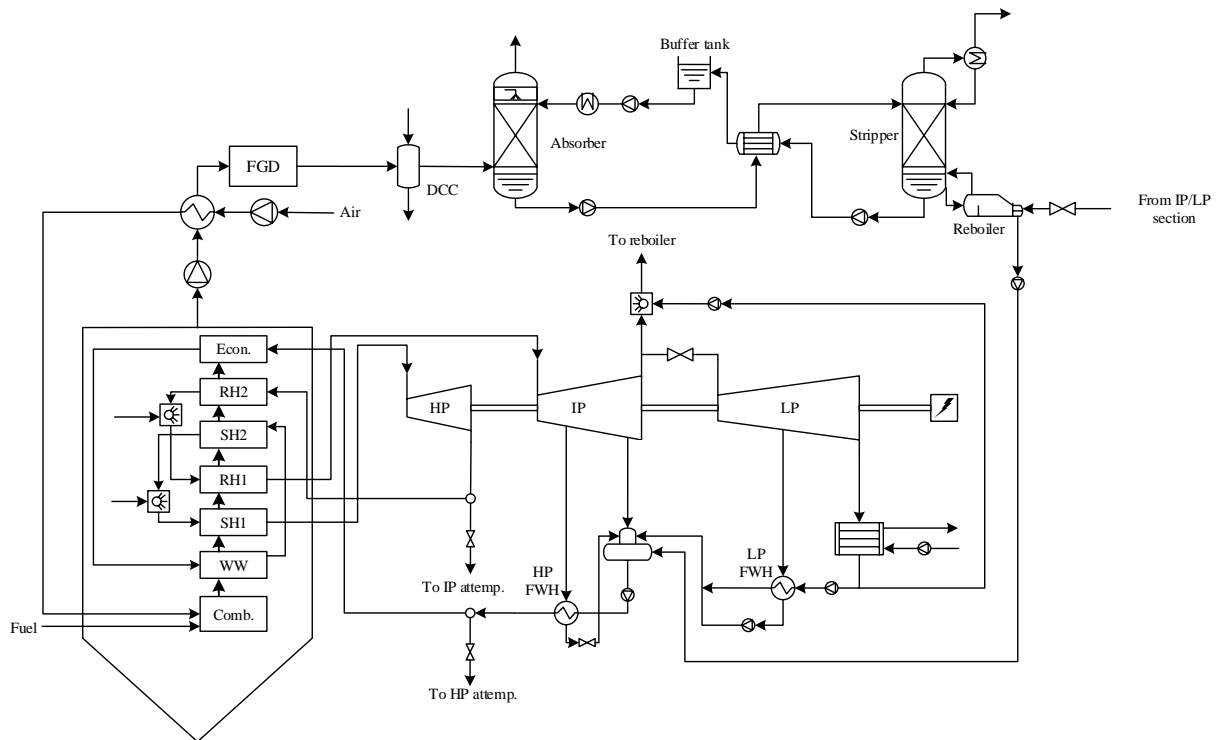 Buffer tank
Absorber
Stripper
FGD
DCC
Air
Reboiler
From IP/LP
section
To reboiler
Econ.
RH2
SH2
RH1
SH1
WW
Comb.
Fuel
HP
IP
LP
HP
FWH
LP
FWH
To IP attemp.
To HP attemp.